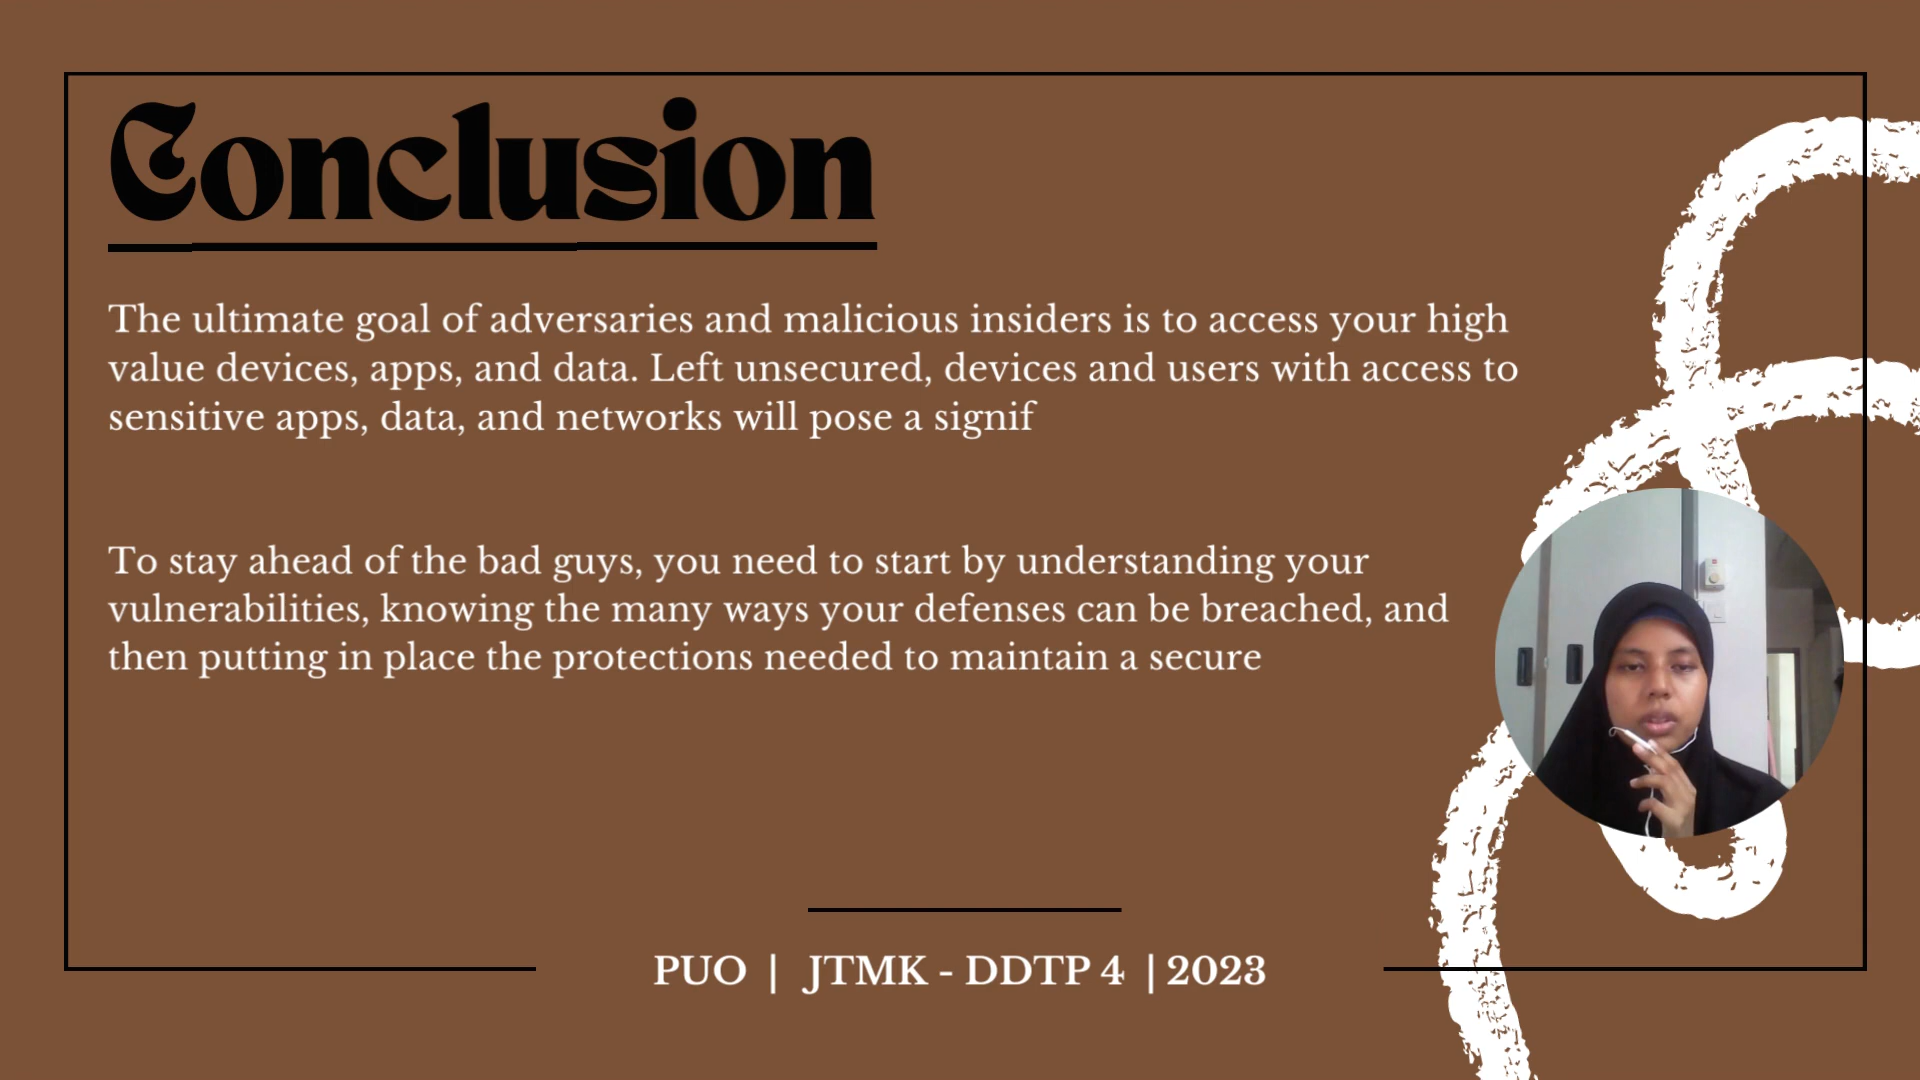 Conclusion
The ultimate goal of adversaries and malicious insiders is to access your high
value devices, apps, and data. Left unsecured, devices and users with access to
sensitive apps, data, and networks will pose a signif
To stay ahead of the bad guys, you need to start by understanding your
vulnerabilities, knowing the many ways your defenses can be breached, and
then putting in place the protections needed to maintain a secure
PUO | JTMK - DDTP 4 | 2023